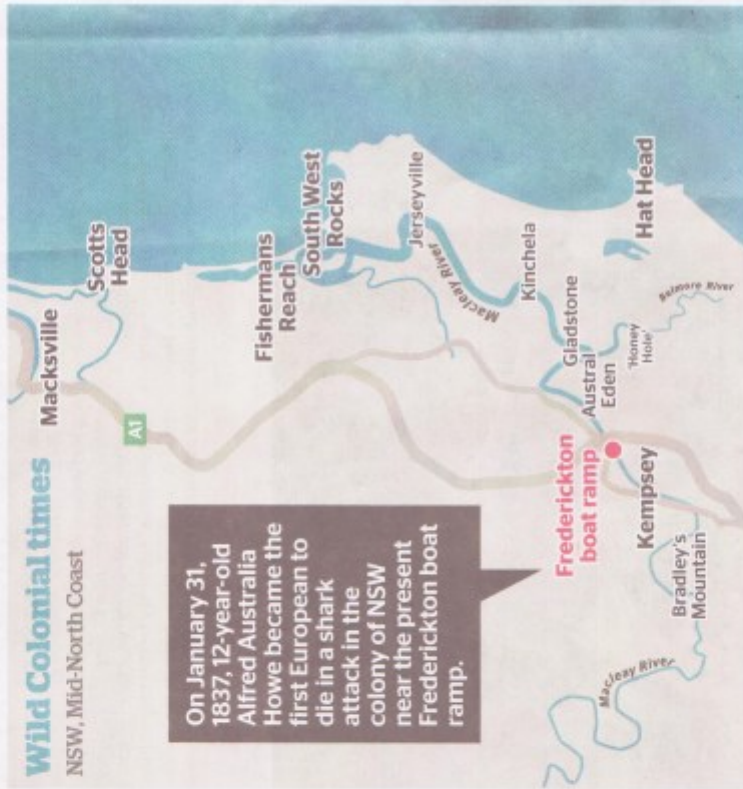 Wild Colonial times
NSW, Mid-North Coast
On January 31,
1837, 12-year-old
Alfred Australia
Howe became the
first European to
die in a shark
attack in the
colony of NSW
near the present
Frederickton boat
ramp.
Macksville
Scotts
Head
A1
Fishermans
Reach
South West
Rocks
Jerseyville
Macleay River
Kinchela
Gladstone
Hat Head
Belmore River
'Honey
Hole'
Austral
Eden
Frederickton
boat ramp
Kempsey
Bradley's
Mountain
Macleay River